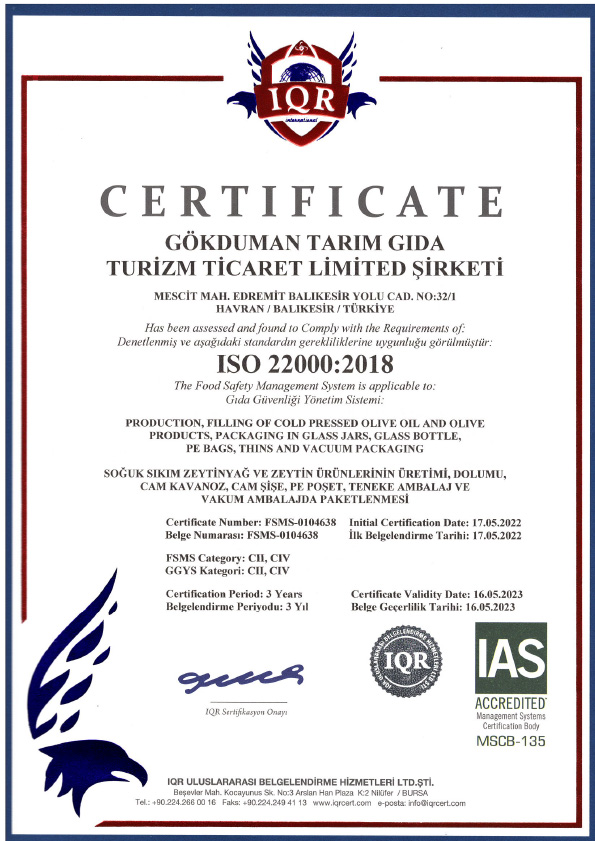 IQR
international
CERTIFICATE
GÖKDUMAN TARIM GIDA
TURİZM TİCARET LİMİTED ŞİRKETİ
MESCİT MAH. EDREMIT BALIKESİR YOLU CAD. NO:32/1
HAVRAN / BALIKESİR / TÜRKİYE
Has been assessed and found to Comply with the Requirements of:
Denetlenmiş ve aşağıdaki standardın gerekliliklerine uygunluğu görülmüştür:
ISO 22000:2018
The Food Safety Management System is applicable to:
Gıda Güvenliği Yönetim Sistemi:
PRODUCTION, FILLING OF COLD PRESSED OLIVE OIL AND OLIVE
PRODUCTS, PACKAGING IN GLASS JARS, GLASS BOTTLE,
PE BAGS, THINS AND VACUUM PACKAGING
SOĞUK SIKIM ZEYTİNYAĞ VE ZEYTİN ÜRÜNLERİNİN ÜRETİMİ, DOLUMU,
CAM KAVANOZ, CAM ŞİŞE, PE POŞET, TENEKE AMBALAJ VE
VAKUM AMBALAJDA PAKETLENMESİ
Certificate Number: FSMS-0104638 Initial Certification Date: 17.05.2022
Belge Numarası: FSMS-0104638 İlk Belgelendirme Tarihi: 17.05.2022
FSMS Category: CII, CIV
GGYS Kategori: CII, CIV
Certification Period: 3 Years Certificate Validity Date: 16.05.2023
Belgelendirme Periyodu: 3 Yıl Belge Geçerlilik Tarihi: 16.05.2023
IQR ULUSLARARASI BELGELENDİRME HİZMETLERİ LTD.ŞTİ.
IQR
IAS
ACCREDITED
Management Systems
Certification Body
MSCB-135
IQR Sertifikasyon Onayı
IQR ULUSLARARASI BELGELENDİRME HİZMETLERİ LTD.ŞTİ.
Beşevler Mah. Kocayunus Sk. No:3 Arslan Han Plaza K:2 Nilüfer / BURSA
Tel.: +90.224.266 00 16 Faks: +90.224.249 41 13 www.iqrcert.com e-posta: info@iqrcert.com